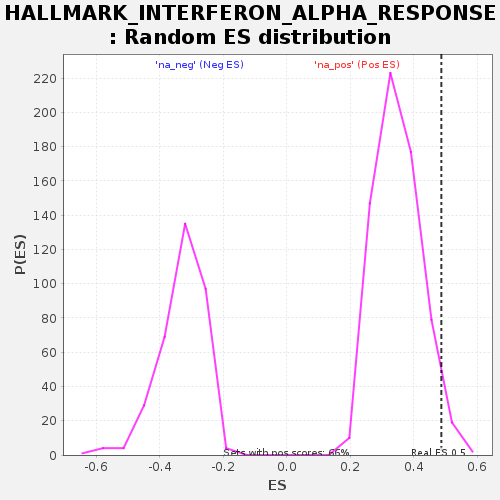 HALLMARK_INTERFERON_ALPHA_RESPONSE
: Random ES distribution
'na_neg' (Neg ES)
'na_pos' (Pos ES)
220
200
180
160
140
120
100
80
60
40
20
0
P(ES)
Sets with pos scores: 66%
Real ES 0.5
-0.6
-0.4
-0.2
0.0
0.2
0.4
0.6
ES